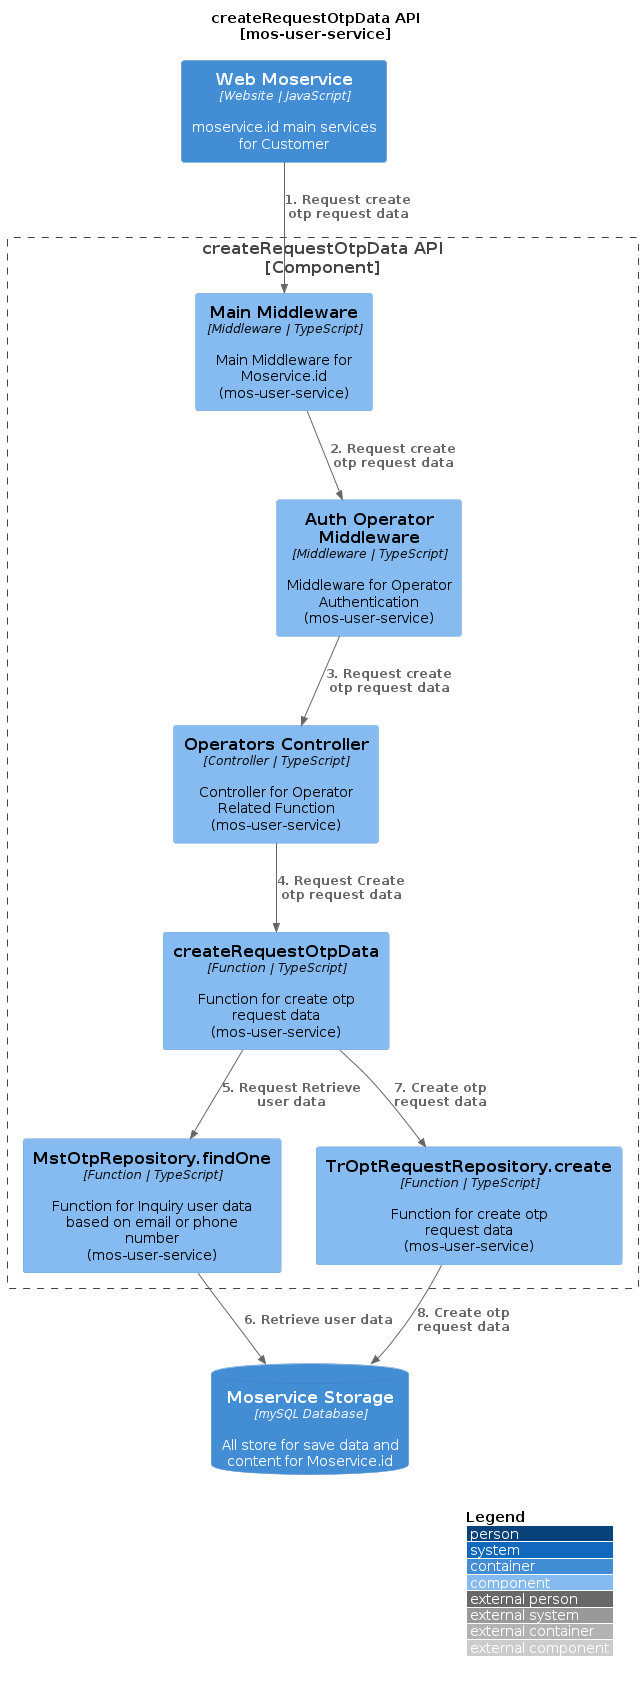 createRequestOtpData API
[mos-user-service]
Web Moservice
[Website | JavaScript]
moservice.id main services
for Customer
1. Request create
otp request data
createRequestOtpData API
[Component]
Main Middleware
[Middleware | TypeScript]
Main Middleware for
Moservice.id
(mos-user-service)
2. Request create
otp request data
Auth Operator
Middleware
[Middleware | TypeScript]
Middleware for Operator
Authentication
(mos-user-service)
3. Request create
otp request data
Operators Controller
[Controller | TypeScript]
Controller for Operator
Related Function
(mos-user-service)
4. Request Create
otp request data
createRequestOtpData
[Function | TypeScript]
Function for create otp
request data
(mos-user-service)
5. Request Retrieve
user data
7. Create otp
request data
MstOtpRepository.findOne
[Function | TypeScript]
Function for Inquiry user data
based on email or phone
number
(mos-user-service)
TrOptRequestRepository.create
[Function | TypeScript]
Function for create otp
request data
(mos-user-service)
6. Retrieve user data
8. Create otp
request data
Moservice Storage
[mySQL Database]
All store for save data and
content for Moservice.id
Legend
person
system
container
component
external person
external system
external container
external component